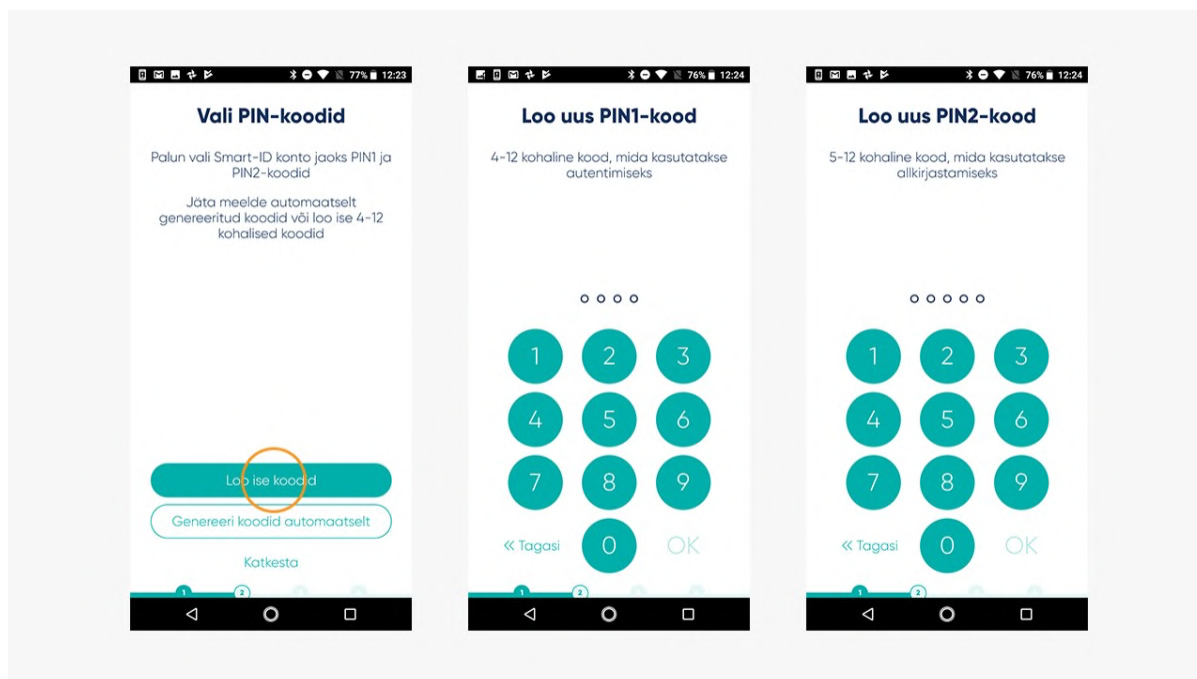 77% 12:23
Vali PIN-koodid
Palun vali Smart-ID konto jaoks PIN1 ja
PIN2-koodid
Jäta meelde automaatselt
genereeritud koodid või loo ise 4-12
kohalised koodid
Loo ise koodid
Genereeri koodid automaatselt
Katkesta
1 2
76% 12:24
Loo uus PIN1-kood
4-12 kohaline kood, mida kasutatakse
autentimiseks
1 2 3
4 5 6
7 8 9
« Tagasi 0 OK
1 2
76% 12:24
Loo uus PIN2-kood
5-12 kohaline kood, mida kasutatakse
allkirjastamiseks
1 2 3
4 5 6
7 8 9
« Tagasi 0 OK
1 2